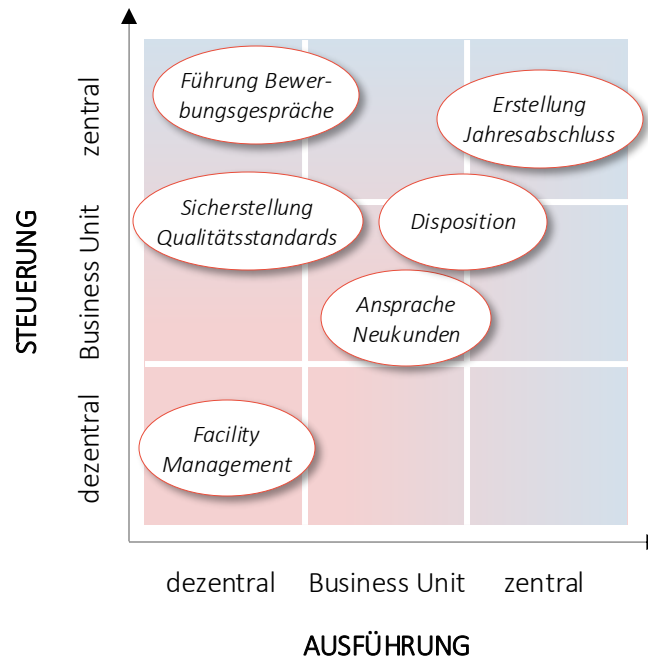 Führung Bewer-
bungsgespräche
Erstellung
Jahresabschluss
zentral
Sicherstellung
Qualitätsstandards
Disposition
STEUERUNG
Business Unit
Ansprache
Neukunden
dezentral
Facility
Management
dezentral Business Unit zentral
AUSFÜHRUNG